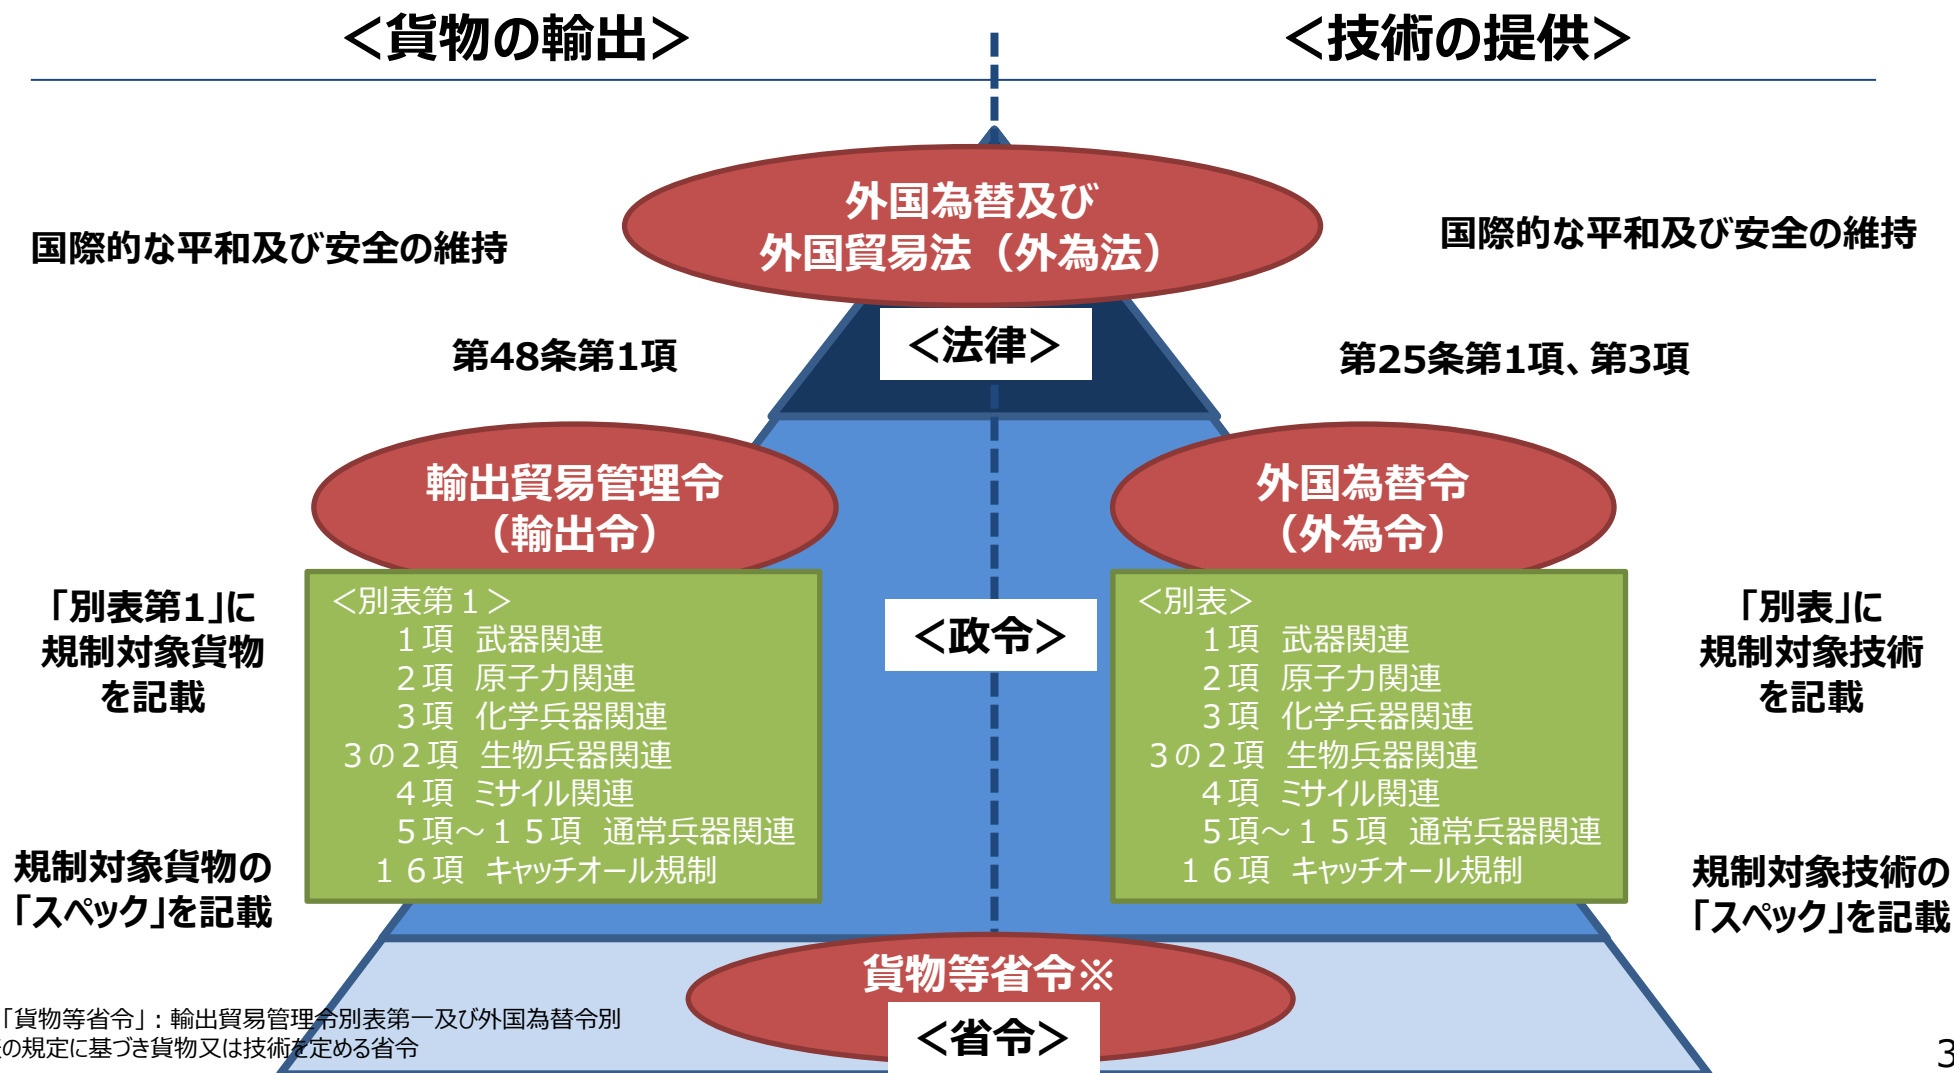 ＜貨物の輸出＞
＜技術の提供＞
外国為替及び
外国貿易法（外為法）
国際的な平和及び安全の維持
国際的な平和及び安全の維持
＜法律＞
第48条第1項
第25条第1項、第3項
輸出貿易管理令
（輸出令）
外国為替令
（外為令）
「別表第1」に
規制対象貨物
を記載
＜別表第１＞
１項 武器関連
２項 原子力関連
３項 化学兵器関連
３の２項 生物兵器関連
４項 ミサイル関連
５項～１５項 通常兵器関連
１６項 キャッチオール規制
＜政令＞
＜別表＞
１項 武器関連
２項 原子力関連
３項 化学兵器関連
３の２項 生物兵器関連
４項 ミサイル関連
５項～１５項 通常兵器関連
１６項 キャッチオール規制
「別表」に
規制対象技術
を記載
規制対象貨物の
「スペック」を記載
規制対象技術の
「スペック」を記載
貨物等省令※
＜省令＞
「貨物等省令」：輸出貿易管理令別表第一及び外国為替令別
の規定に基づき貨物又は技術を定める省令
3